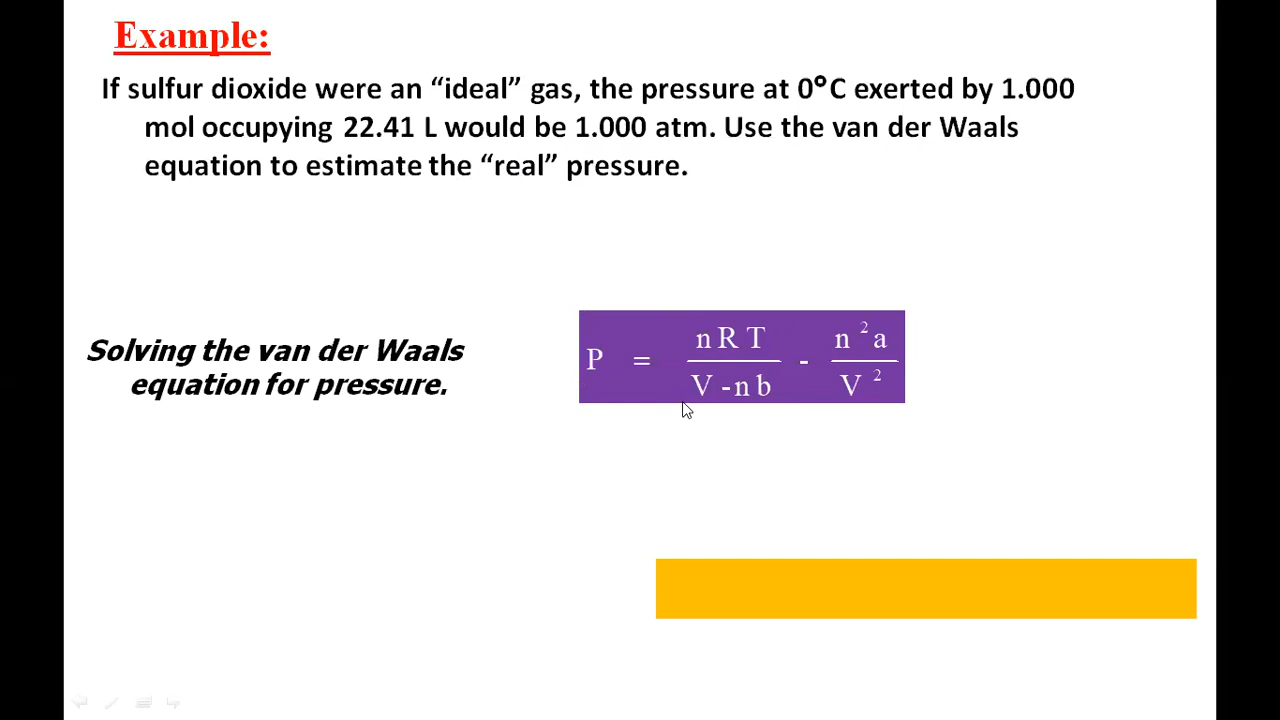 Example:
If sulfur dioxide were an “ideal” gas, the pressure at 0°C exerted by 1.000
mol occupying 22.41 L would be 1.000 atm. Use the van der Waals
equation to estimate the “real” pressure.
Solving the van der Waals
equation for pressure.
P = nRT / V - nb - n²a / V²